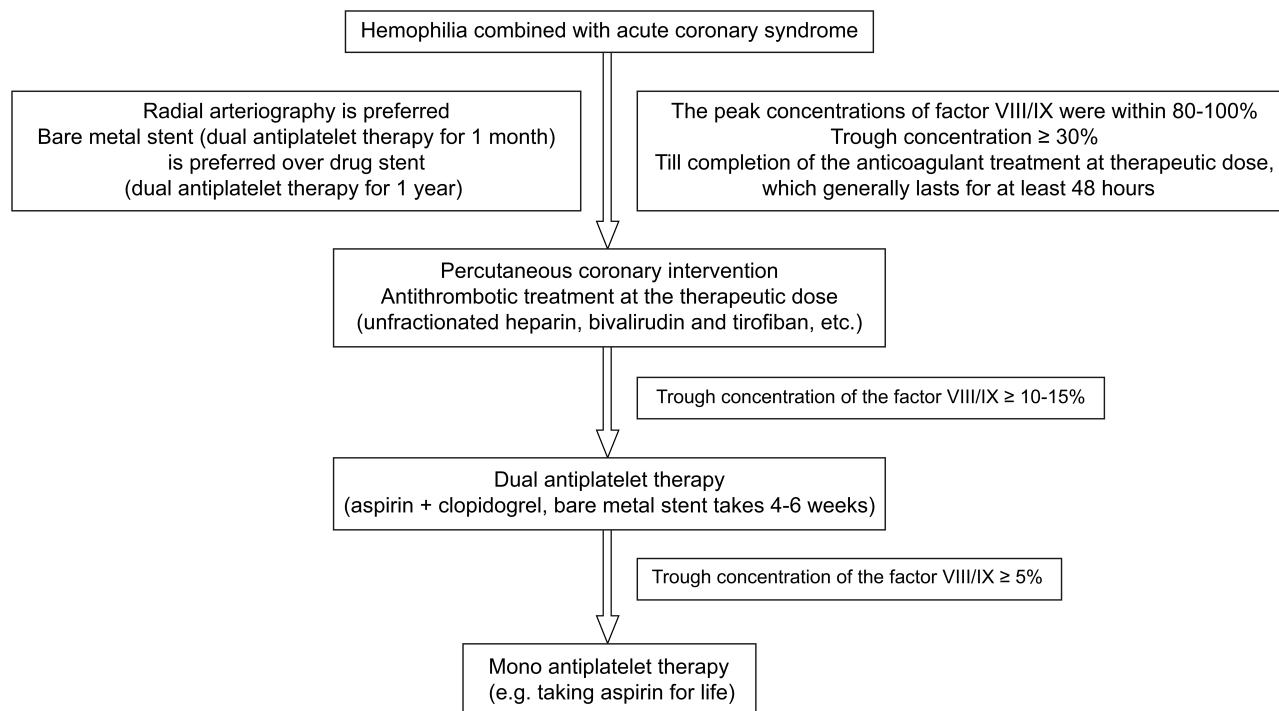 Hemophilia combined with acute coronary syndrome
Radial arteriography is preferred
Bare metal stent (dual antiplatelet therapy for 1 month)
is preferred over drug stent
(dual antiplatelet therapy for 1 year)
The peak concentrations of factor VIII/IX were within 80-100%
Trough concentration ≥ 30%
Till completion of the anticoagulant treatment at therapeutic dose,
which generally lasts for at least 48 hours
Percutaneous coronary intervention
Antithrombotic treatment at the therapeutic dose
(unfractionated heparin, bivalirudin and tirofiban, etc.)
Trough concentration of the factor VIII/IX ≥ 10-15%
Dual antiplatelet therapy
(aspirin + clopidogrel, bare metal stent takes 4-6 weeks)
Trough concentration of the factor VIII/IX ≥ 5%
Mono antiplatelet therapy
(e.g. taking aspirin for life)